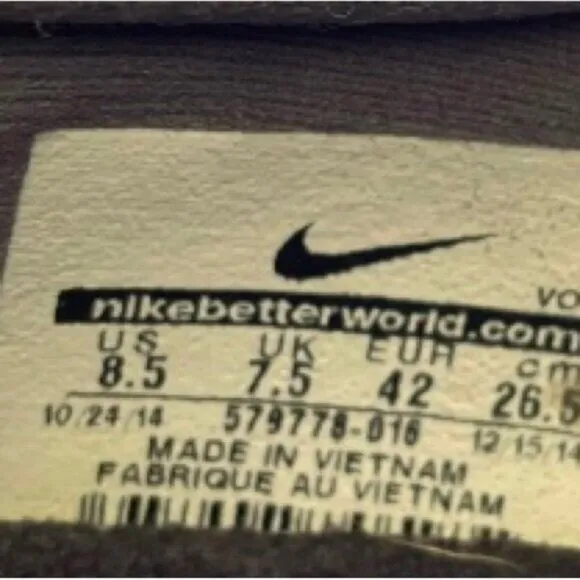 VO
nikebetterworld.com
US UK EUR cm
8.5 7.5 42 26.5
10/24/14 579778-016 12/15/14
MADE IN VIETNAM
FABRIQUE AU VIETNAM